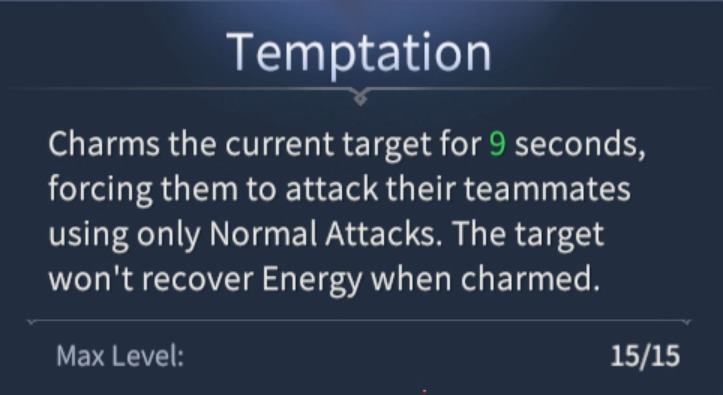 Temptation
Charms the current target for 9 seconds,
forcing them to attack their teammates
using only Normal Attacks. The target
won't recover Energy when charmed.
Max Level: 15/15